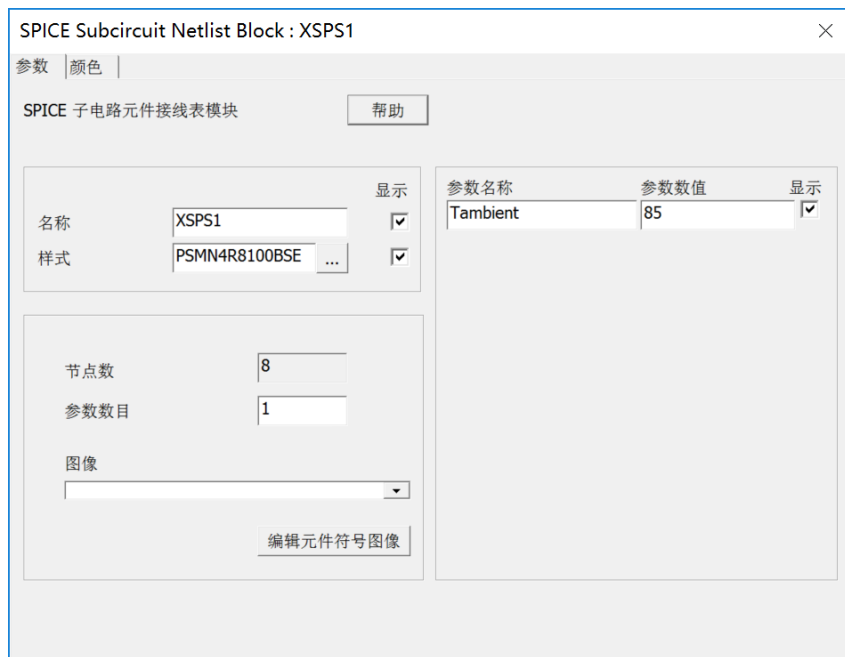 SPICE Subcircuit Netlist Block : XSPS1
参数 颜色
SPICE 子电路元件接线表模块 帮助
显示
名称 XSPS1
样式 PSMN4R8100BSE ...
节点数 8
参数数目 1
图像
编辑元件符号图像
参数名称 参数数值 显示
Tambient 85